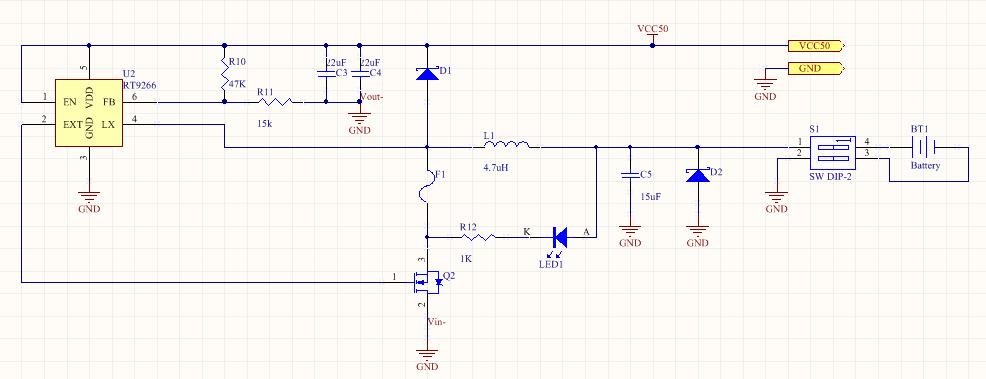 VCC50
VCC50
GND
GND
U2
RT9266
1 EN VDD FB 6
2 EXT GND LX 4
5
3
GND
R10
47K
R11
15k
22uF
C3
22uF
C4
Vout-
GND
D1
L1
4.7uH
F1
R12
1K
K
A
LED1
C5
15uF
GND
D2
GND
S1
1
2
1
4
3
SW DIP-2
GND
BT1
Battery
3
1
Q2
2
Vin-
GND